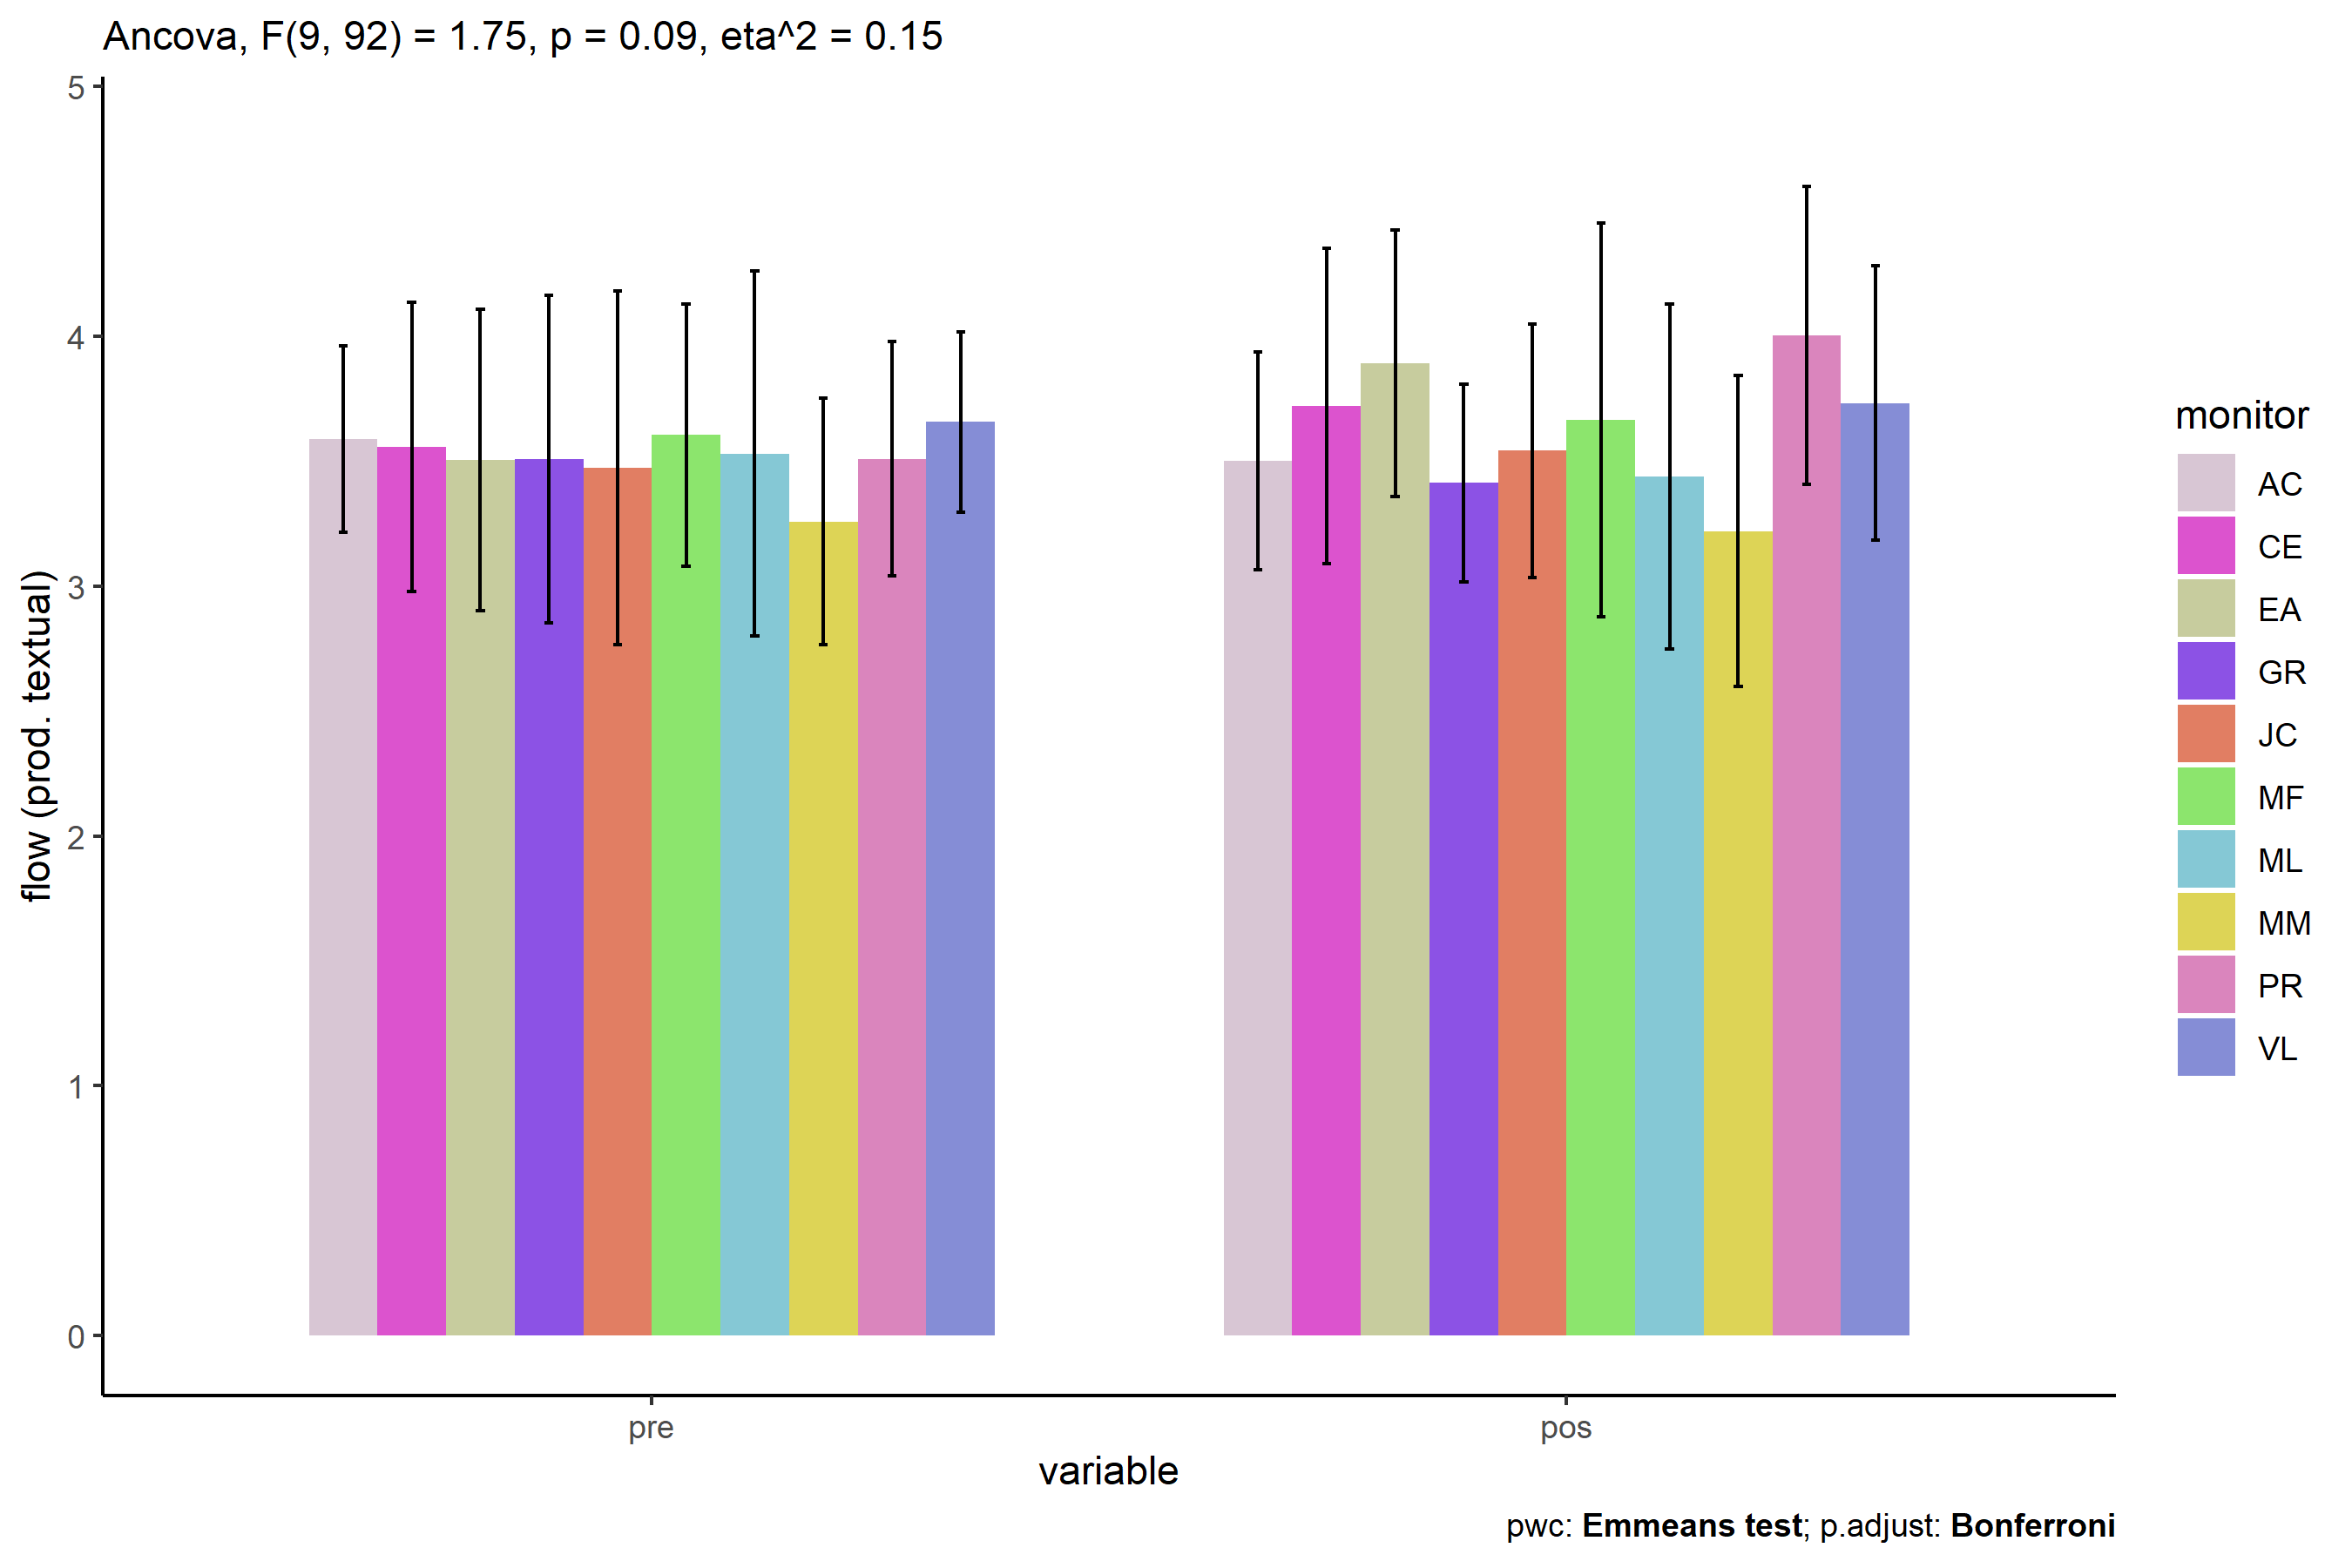 Ancova, F(9, 92) = 1.75, p = 0.09, eta^2 = 0.15
5
4
3
2
1
0
flow (prod. textual)
pre
pos
variable
monitor
AC
CE
EA
GR
JC
MF
ML
MM
PR
VL
pwc: Emmeans test; p.adjust: Bonferroni